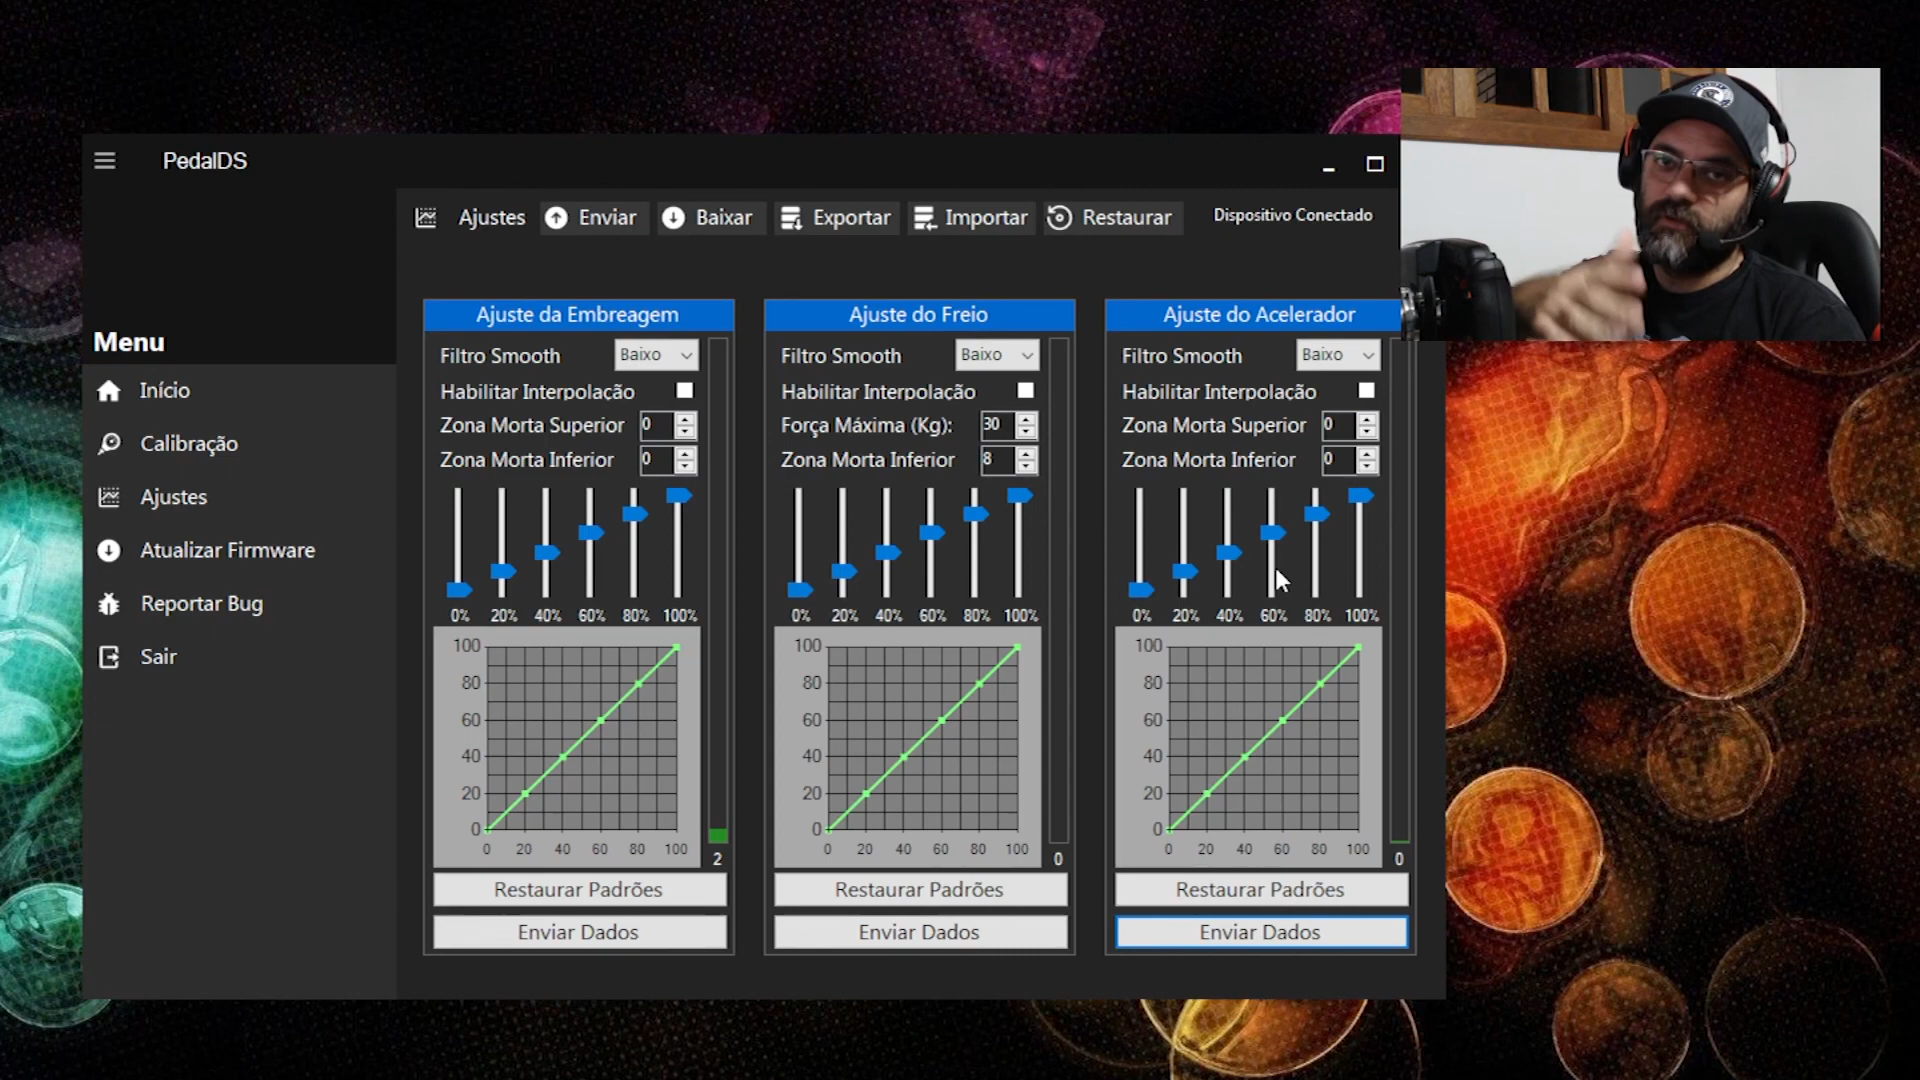 PedalDS
Ajustes Enviar Baixar Exportar Importar Restaurar Dispositivo Conectado
Menu
Início
Calibração
Ajustes
Atualizar Firmware
Reportar Bug
Sair
Ajuste da Embreagem
Filtro Smooth Baixo
Habilitar Interpolação
Zona Morta Superior 0
Zona Morta Inferior 0
0% 20% 40% 60% 80% 100%
100
80
60
40
20
0
0 20 40 60 80 100
2
Restaurar Padrões
Enviar Dados
Ajuste do Freio
Filtro Smooth Baixo
Habilitar Interpolação
Força Máxima (Kg): 30
Zona Morta Inferior 8
0% 20% 40% 60% 80% 100%
100
80
60
40
20
0
0 20 40 60 80 100
0
Restaurar Padrões
Enviar Dados
Ajuste do Acelerador
Filtro Smooth Baixo
Habilitar Interpolação
Zona Morta Superior 0
Zona Morta Inferior 0
0% 20% 40% 60% 80% 100%
100
80
60
40
20
0
0 20 40 60 80 100
0
Restaurar Padrões
Enviar Dados